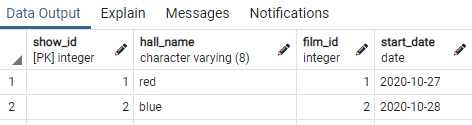 Data Output Explain Messages Notifications
show_id hall_name film_id start_date
[PK] integer character varying (8) integer date
1 1 red 1 2020-10-27
2 2 blue 2 2020-10-28